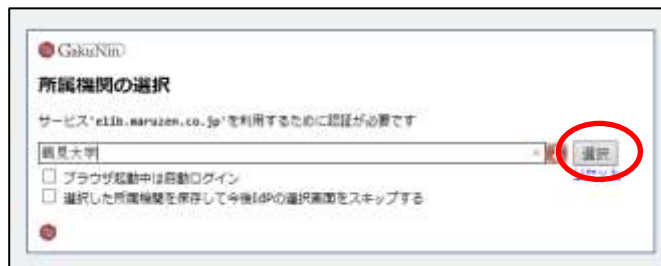 GakuNin
所属機関の選択
サービス'elib.maruzen.co.jp'を利用するために認証が必要です
鶴見大学 選択
ブラウザ起動中は自動ログイン
選択した所属機関を保存して今後IdPの選択画面をスキップする